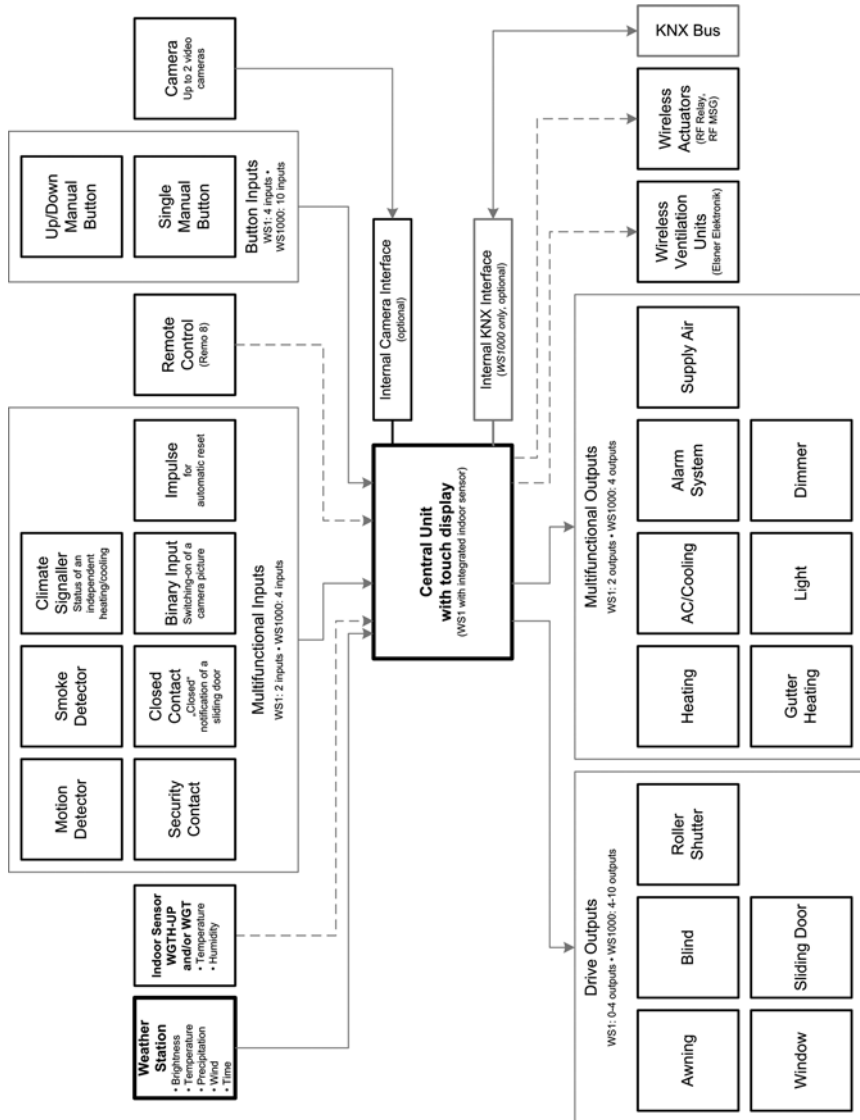 Weather
Station
• Brightness
• Temperature
• Precipitation
• Wind
• Time
Indoor Sensor
WGTH-UP
and/or WGT
• Temperature
• Humidity
Motion
Detector
Smoke
Detector
Climate
Signaller
Status of an
independent
heating/cooling
Security
Contact
Closed
Contact
„Closed"
notification of a
sliding door
Binary Input
Switching-on of a
camera picture
Impulse
for
automatic reset
Multifunctional Inputs
WS1: 2 inputs • WS1000: 4 inputs
Remote
Control
(Remo 8)
Up/Down
Manual
Button
Single
Manual
Button
Button Inputs
WS1: 4 inputs •
WS1000: 10 inputs
Camera
Up to 2 video
cameras
Central Unit
with touch display
(WS1 with integrated indoor sensor)
Internal Camera Interface
(optional)
Internal KNX Interface
(WS1000 only, optional)
Drive Outputs
WS1: 0-4 outputs • WS1000: 4-10 outputs
Awning
Blind
Roller
Shutter
Window
Sliding Door
Multifunctional Outputs
WS1: 2 outputs • WS1000: 4 outputs
Heating
AC/Cooling
Alarm
System
Supply Air
Gutter
Heating
Light
Dimmer
Wireless
Ventilation
Units
(Elsner Elektronik)
Wireless
Actuators
(RF Relay,
RF MSG)
KNX Bus